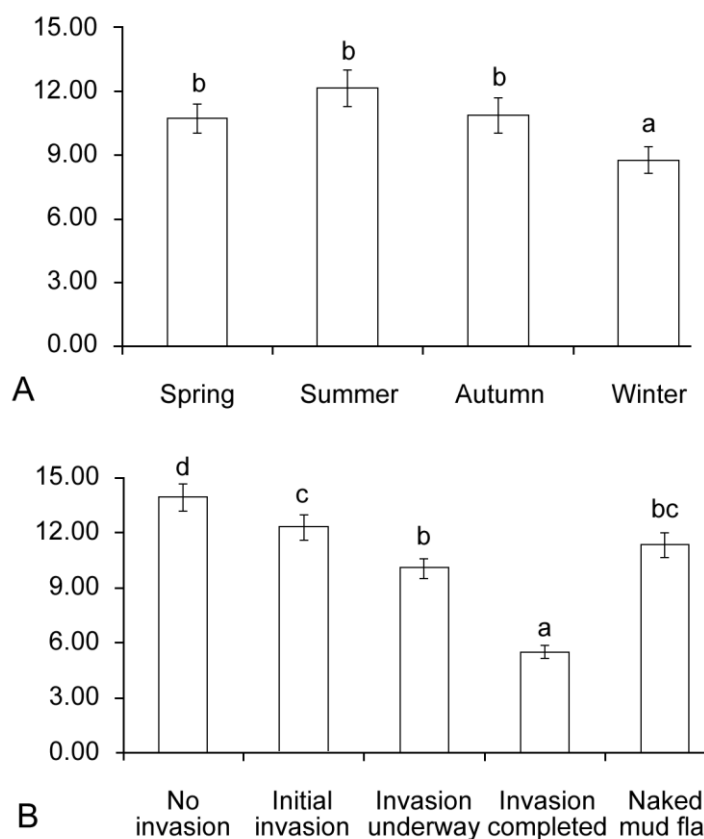 15.00
b
b
b
12.00
a
9.00
6.00
3.00
0.00
A
Spring Summer Autumn Winter
15.00
d
c
bc
12.00
b
9.00
a
6.00
3.00
0.00
No Initial Invasion Invasion Naked
B
invasion invasion underway completed mud fla